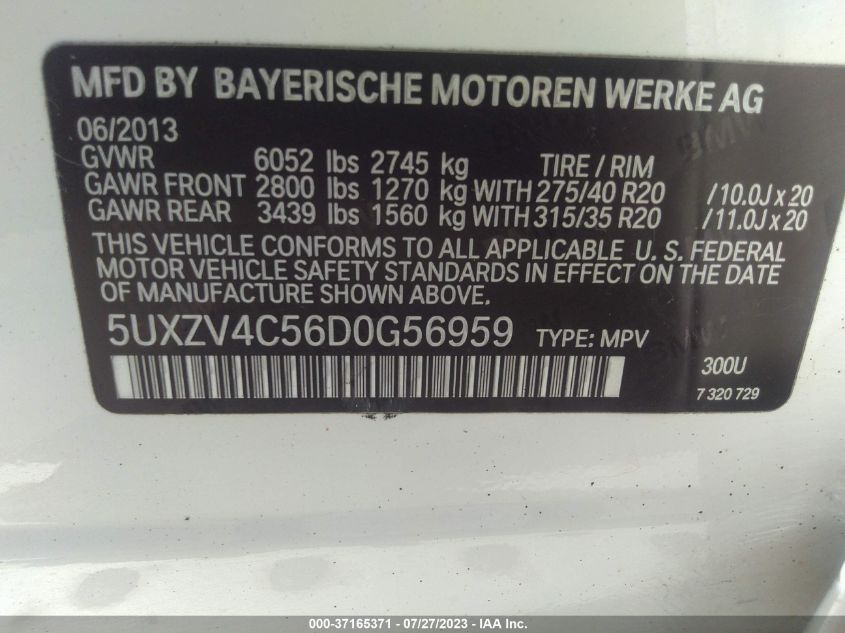 MFD BY BAYERISCHE MOTOREN WERKE AG
06/2013
GVWR 6052 lbs 2745 kg TIRE / RIM
GAWR FRONT 2800 lbs 1270 kg WITH 275/40 R20 /10.0J x 20
GAWR REAR 3439 lbs 1560 kg WITH 315/35 R20 /11.0J x 20
THIS VEHICLE CONFORMS TO ALL APPLICABLE U. S. FEDERAL
MOTOR VEHICLE SAFETY STANDARDS IN EFFECT ON THE DATE
OF MANUFACTURE SHOWN ABOVE.
5UXZV4C56D0G56959 TYPE: MPV
300U
7 320 729
000-37165371 - 07/27/2023 - IAA Inc.